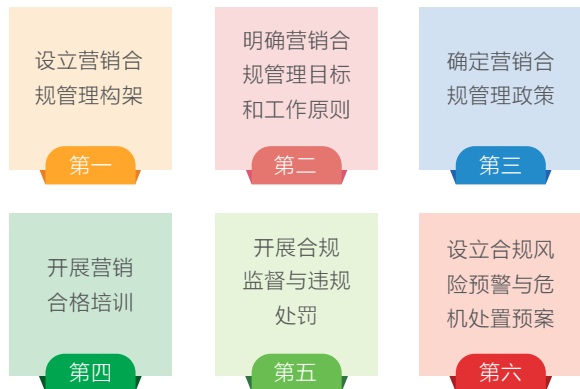 设立营销合
规管理构架
第一
明确营销合
规管理目标
和工作原则
第二
确定营销合
规管理政策
第三
开展营销
合格培训
第四
开展合规
监督与违规
处罚
第五
设立合规风
险预警与危
机处置预案
第六